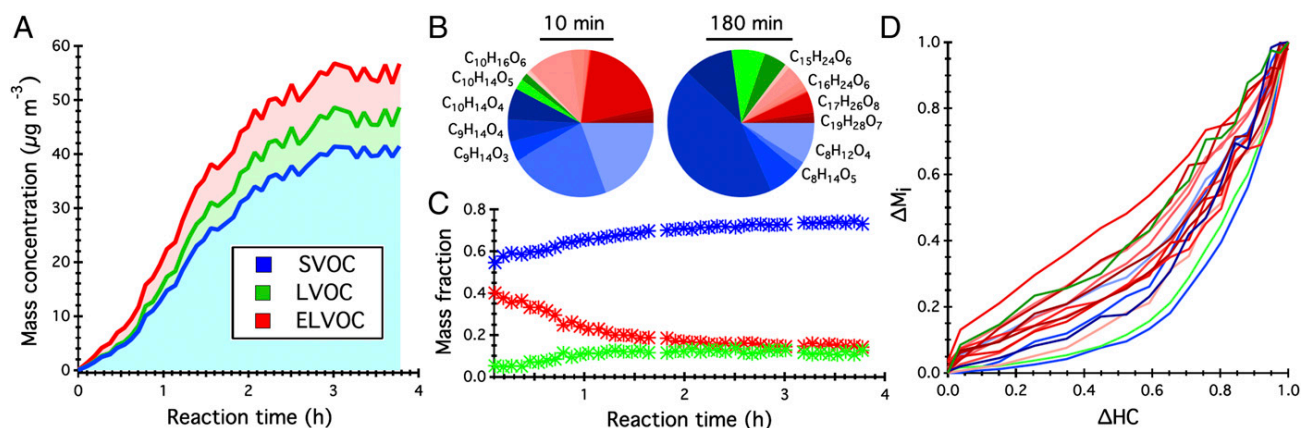 A
Mass concentration (µg m⁻³)
60
50
40
30
20
10
0
0
1
2
3
4
Reaction time (h)
SVOC
LVOC
ELVOC
B
10 min
180 min
C₁₀H₁₆O₆
C₁₀H₁₄O₅
C₁₀H₁₄O₄
C₉H₁₄O₄
C₉H₁₄O₃
C₁₅H₂₄O₆
C₁₆H₂₄O₆
C₁₇H₂₆O₈
C₁₉H₂₈O₇
C₈H₁₂O₄
C₈H₁₄O₅
C
Mass fraction
0.8
0.6
0.4
0.2
0.0
1
2
3
4
Reaction time (h)
D
ΔMᵢ
1.0
0.8
0.6
0.4
0.2
0.0
0.0
0.2
0.4
0.6
0.8
1.0
ΔHC